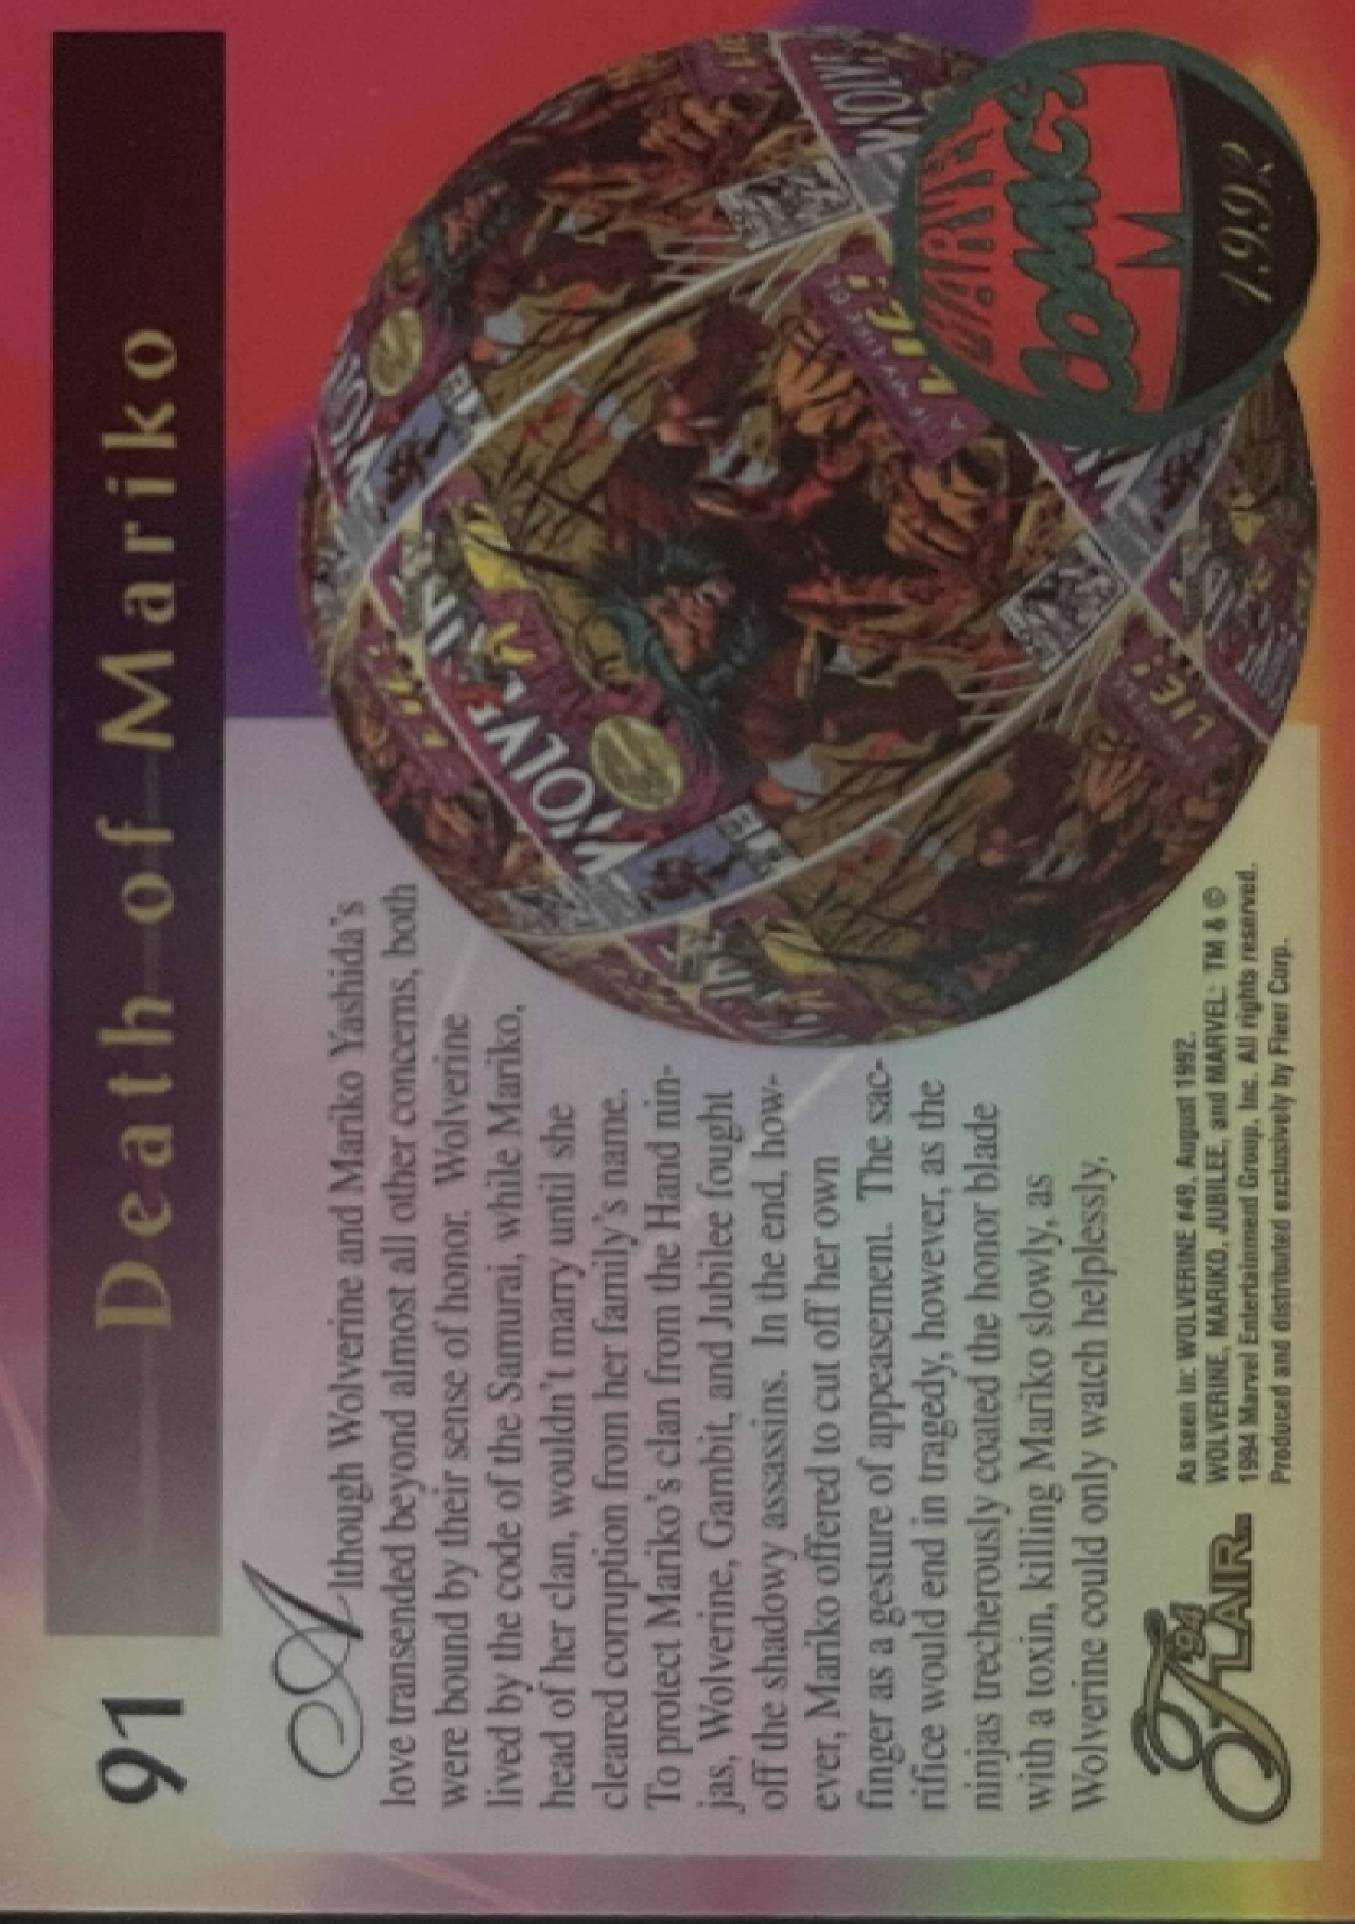 91
Death of Mariko
Although Wolverine and Mariko Yashida's
love transended beyond almost all other concerns, both
were bound by their sense of honor. Wolverine
lived by the code of the Samurai, while Mariko,
head of her clan, wouldn't marry until she
cleared corruption from her family's name.
To protect Mariko's clan from the Hand nin-
jas, Wolverine, Gambit, and Jubilee fought
off the shadowy assassins. In the end, how-
ever, Mariko offered to cut off her own
finger as a gesture of appeasement. The sac-
rifice would end in tragedy, however, as the
ninjas trecherously coated the honor blade
with a toxin, killing Mariko slowly, as
Wolverine could only watch helplessly.
WOLVERINE
LIE!
LIE!
MARVEL
COMICS
M
1992
'94
FLAIR
As seen in: WOLVERINE #49, August 1992.
WOLVERINE, MARIKO, JUBILEE, and MARVEL: TM & ©
1994 Marvel Entertainment Group, Inc. All rights reserved.
Produced and distributed exclusively by Fleer Corp.